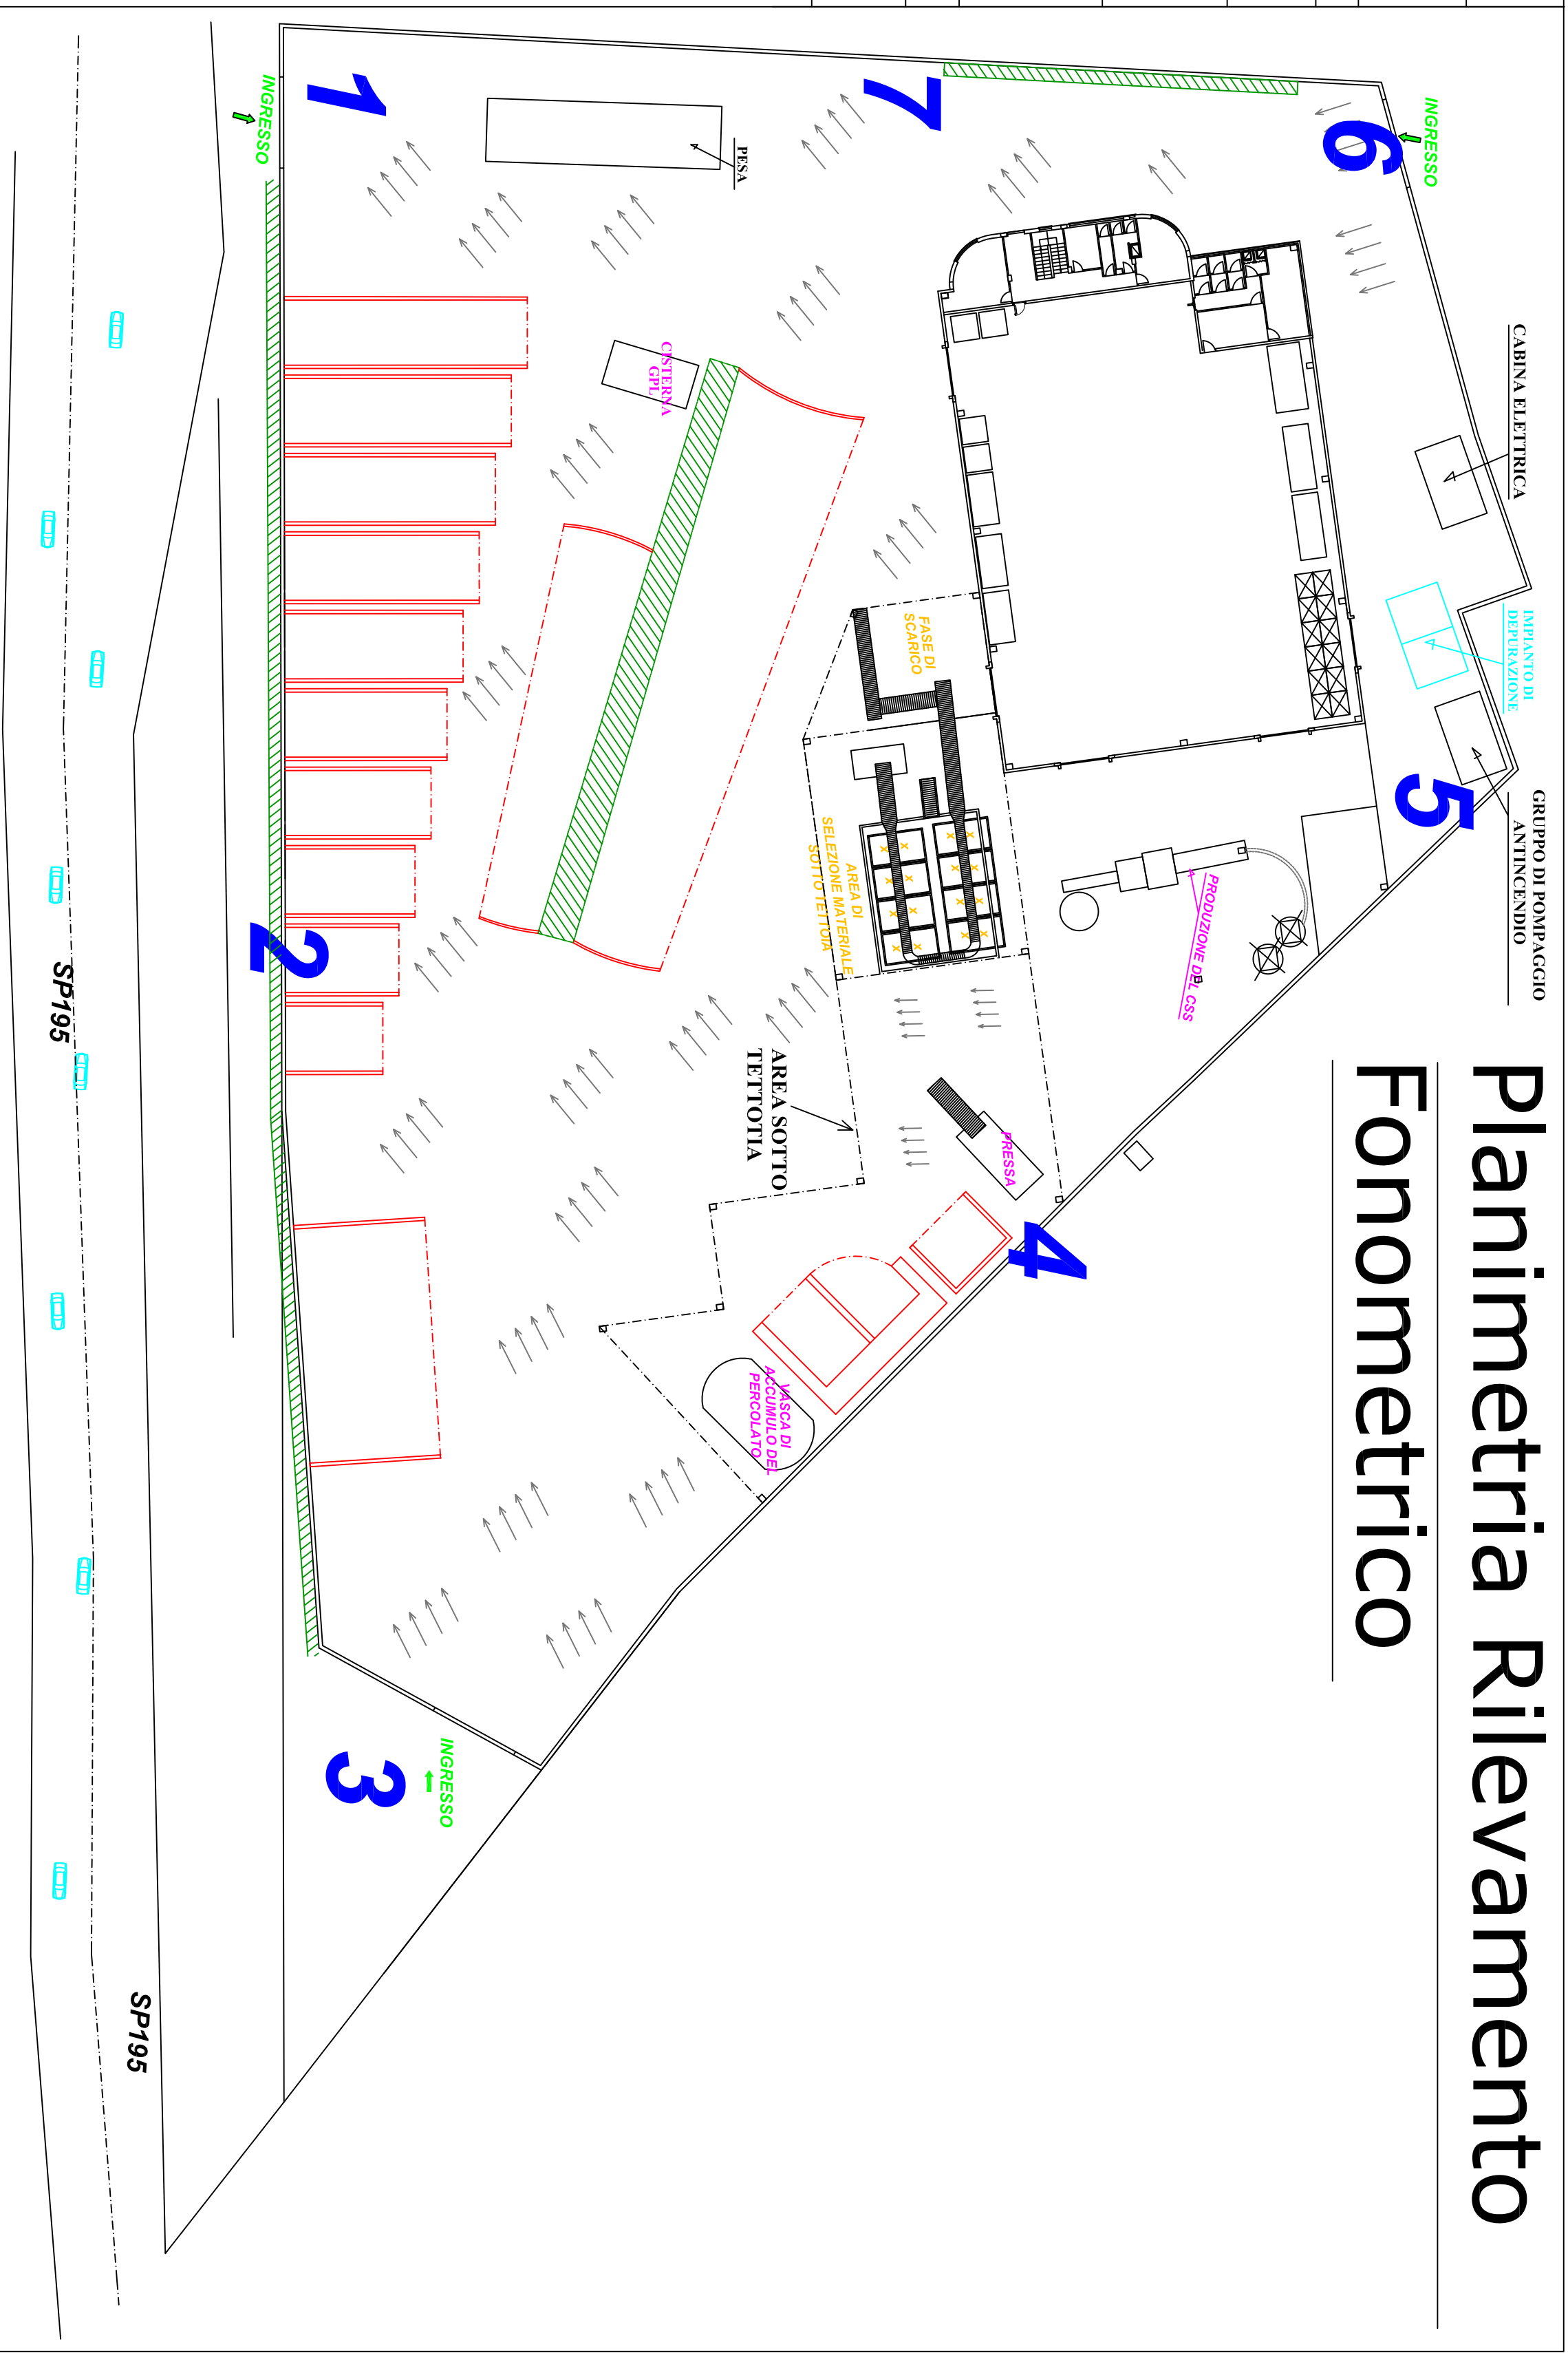 Planimetria Rilevamento
Fonometrico
INGRESSO
6
CABINA ELETTRICA
IMPIANTO DI
DEPURAZIONE
GRUPPO DI POMPAGGIO
ANTINCENDIO
5
7
PESA
1
INGRESSO
CISTERNA
GPL
FASE DI
SCARICO
AREA DI
SELEZIONE MATERIALE
SOTTO TETTOIA
x x x x x x x x
x x x x x x x x
PRODUZIONE DEL CSS
AREA SOTTO
TETTOTIA
PRESSA
4
VASCA DI
ACCUMULO DEL
PERCOLATO
2
INGRESSO
3
SP195
SP195